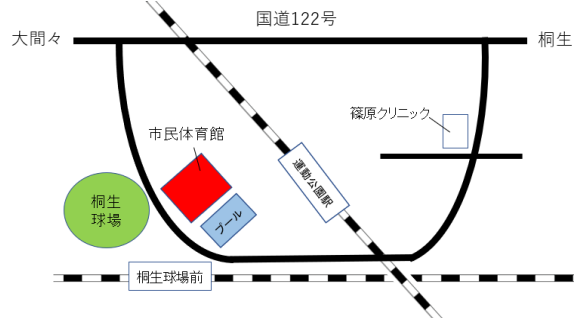 国道122号
大間々
桐生
篠原クリニック
市民体育館
運動公園駅
桐生
球場
プール
桐生球場前